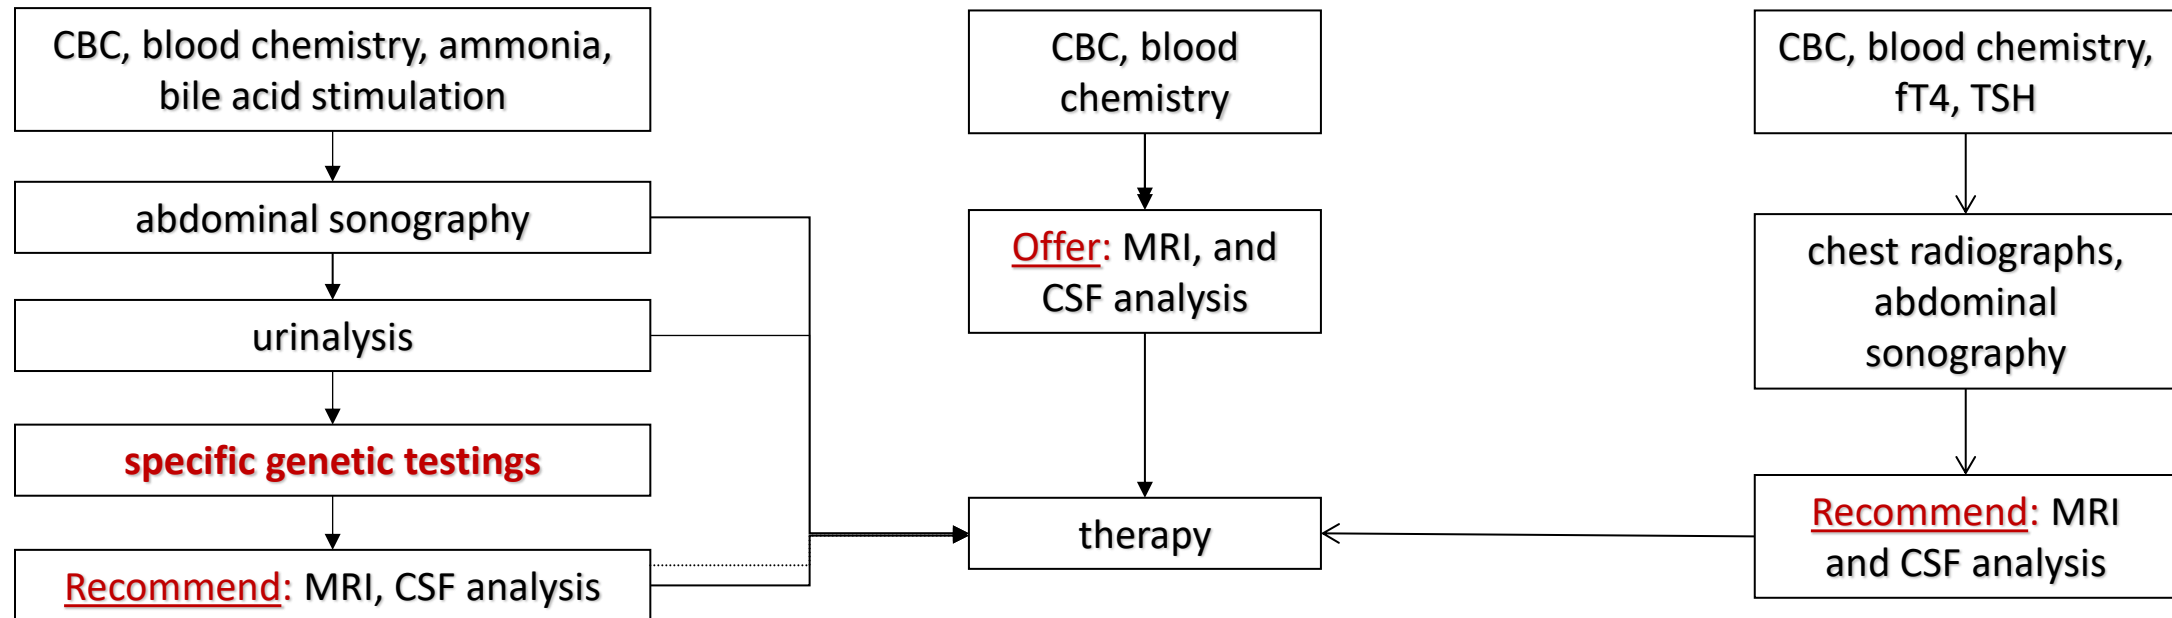 CBC, blood chemistry, ammonia,
bile acid stimulation
abdominal sonography
urinalysis
specific genetic testings
Recommend: MRI, CSF analysis
CBC, blood
chemistry
Offer: MRI, and
CSF analysis
therapy
CBC, blood chemistry,
fT4, TSH
chest radiographs,
abdominal
sonography
Recommend: MRI
and CSF analysis